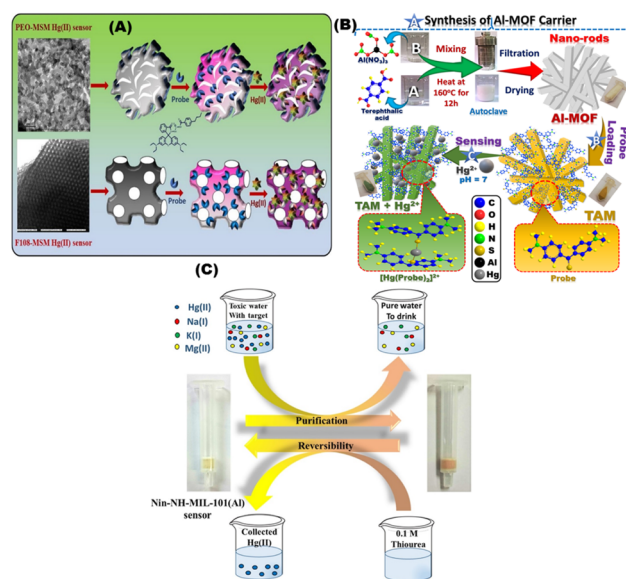 (A)
PEO-MSM Hg(II) sensor
Probe
Hg(II)
F108-MSM Hg(II) sensor
Probe
Hg(II)
(B)
A
Synthesis of Al-MOF Carrier
Al(NO3)3
B
Mixing
Filtration
Nano-rods
A
Heat at
160°C for
12h
Drying
Terephthalic
acid
Autoclave
Al-MOF
B
Probe
Loading
Sensing
Hg2+
pH = 7
TAM + Hg2+
TAM
C
O
H
N
S
Al
Hg
[Hg(Probe)2]2+
Probe
(C)
Hg(II)
Na(I)
K(I)
Mg(II)
Toxic water
With target
Pure water
To drink
Purification
Reversibility
Nin-NH-MIL-101(Al)
sensor
Collected
Hg(II)
0.1 M
Thiourea